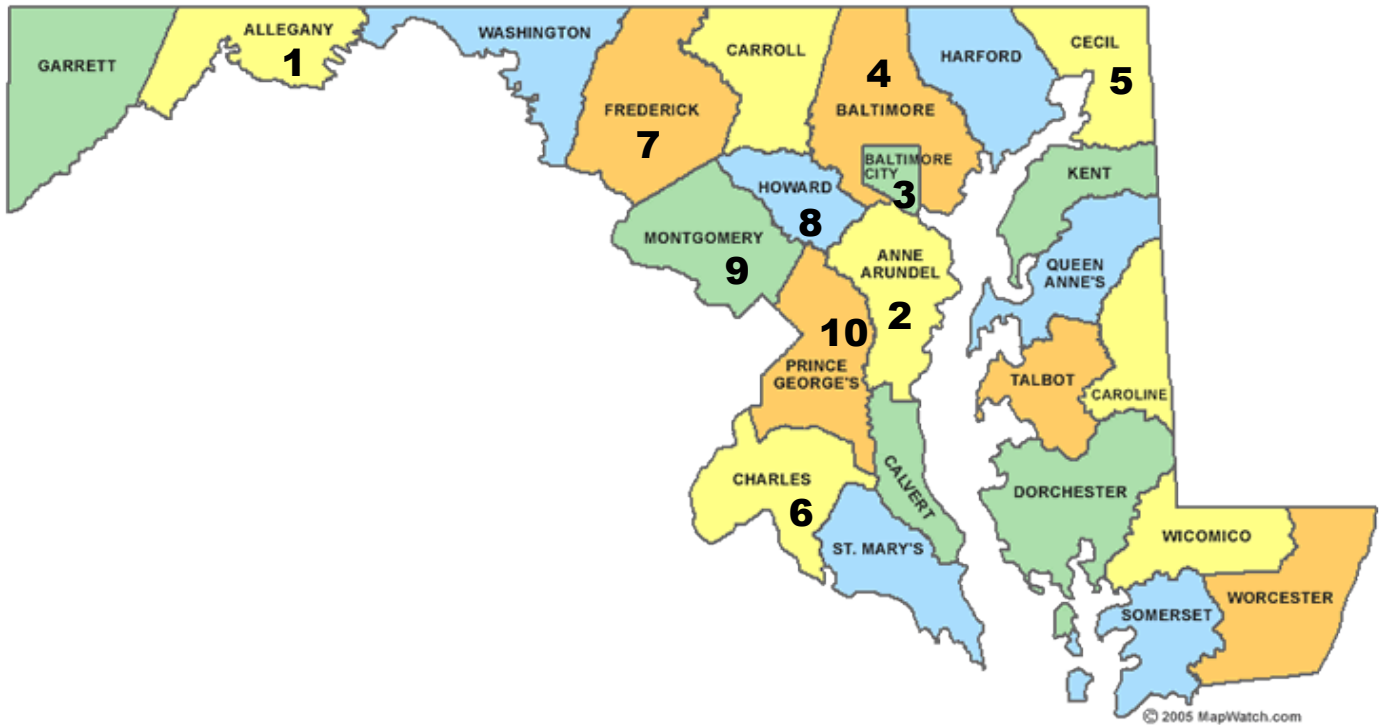 GARRETT
ALLEGANY
1
WASHINGTON
FREDERICK
7
CARROLL
4
BALTIMORE
BALTIMORE
CITY
3
HARFORD
CECIL
5
KENT
HOWARD
8
MONTGOMERY
9
ANNE
ARUNDEL
2
QUEEN
ANNE'S
10
PRINCE
GEORGE'S
TALBOT
CAROLINE
CHARLES
6
CALVERT
ST. MARY'S
DORCHESTER
WICOMICO
SOMERSET
WORCESTER
© 2005 MapWatch.com